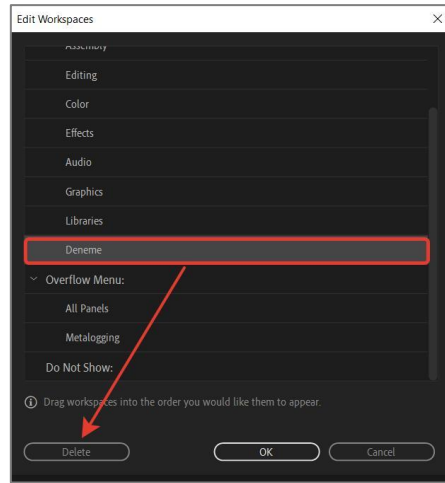 Edit Workspaces
Assembly
Editing
Color
Effects
Audio
Graphics
Libraries
Deneme
Overflow Menu:
All Panels
Metalogging
Do Not Show:
Drag workspaces into the order you would like them to appear.
Delete
OK
Cancel